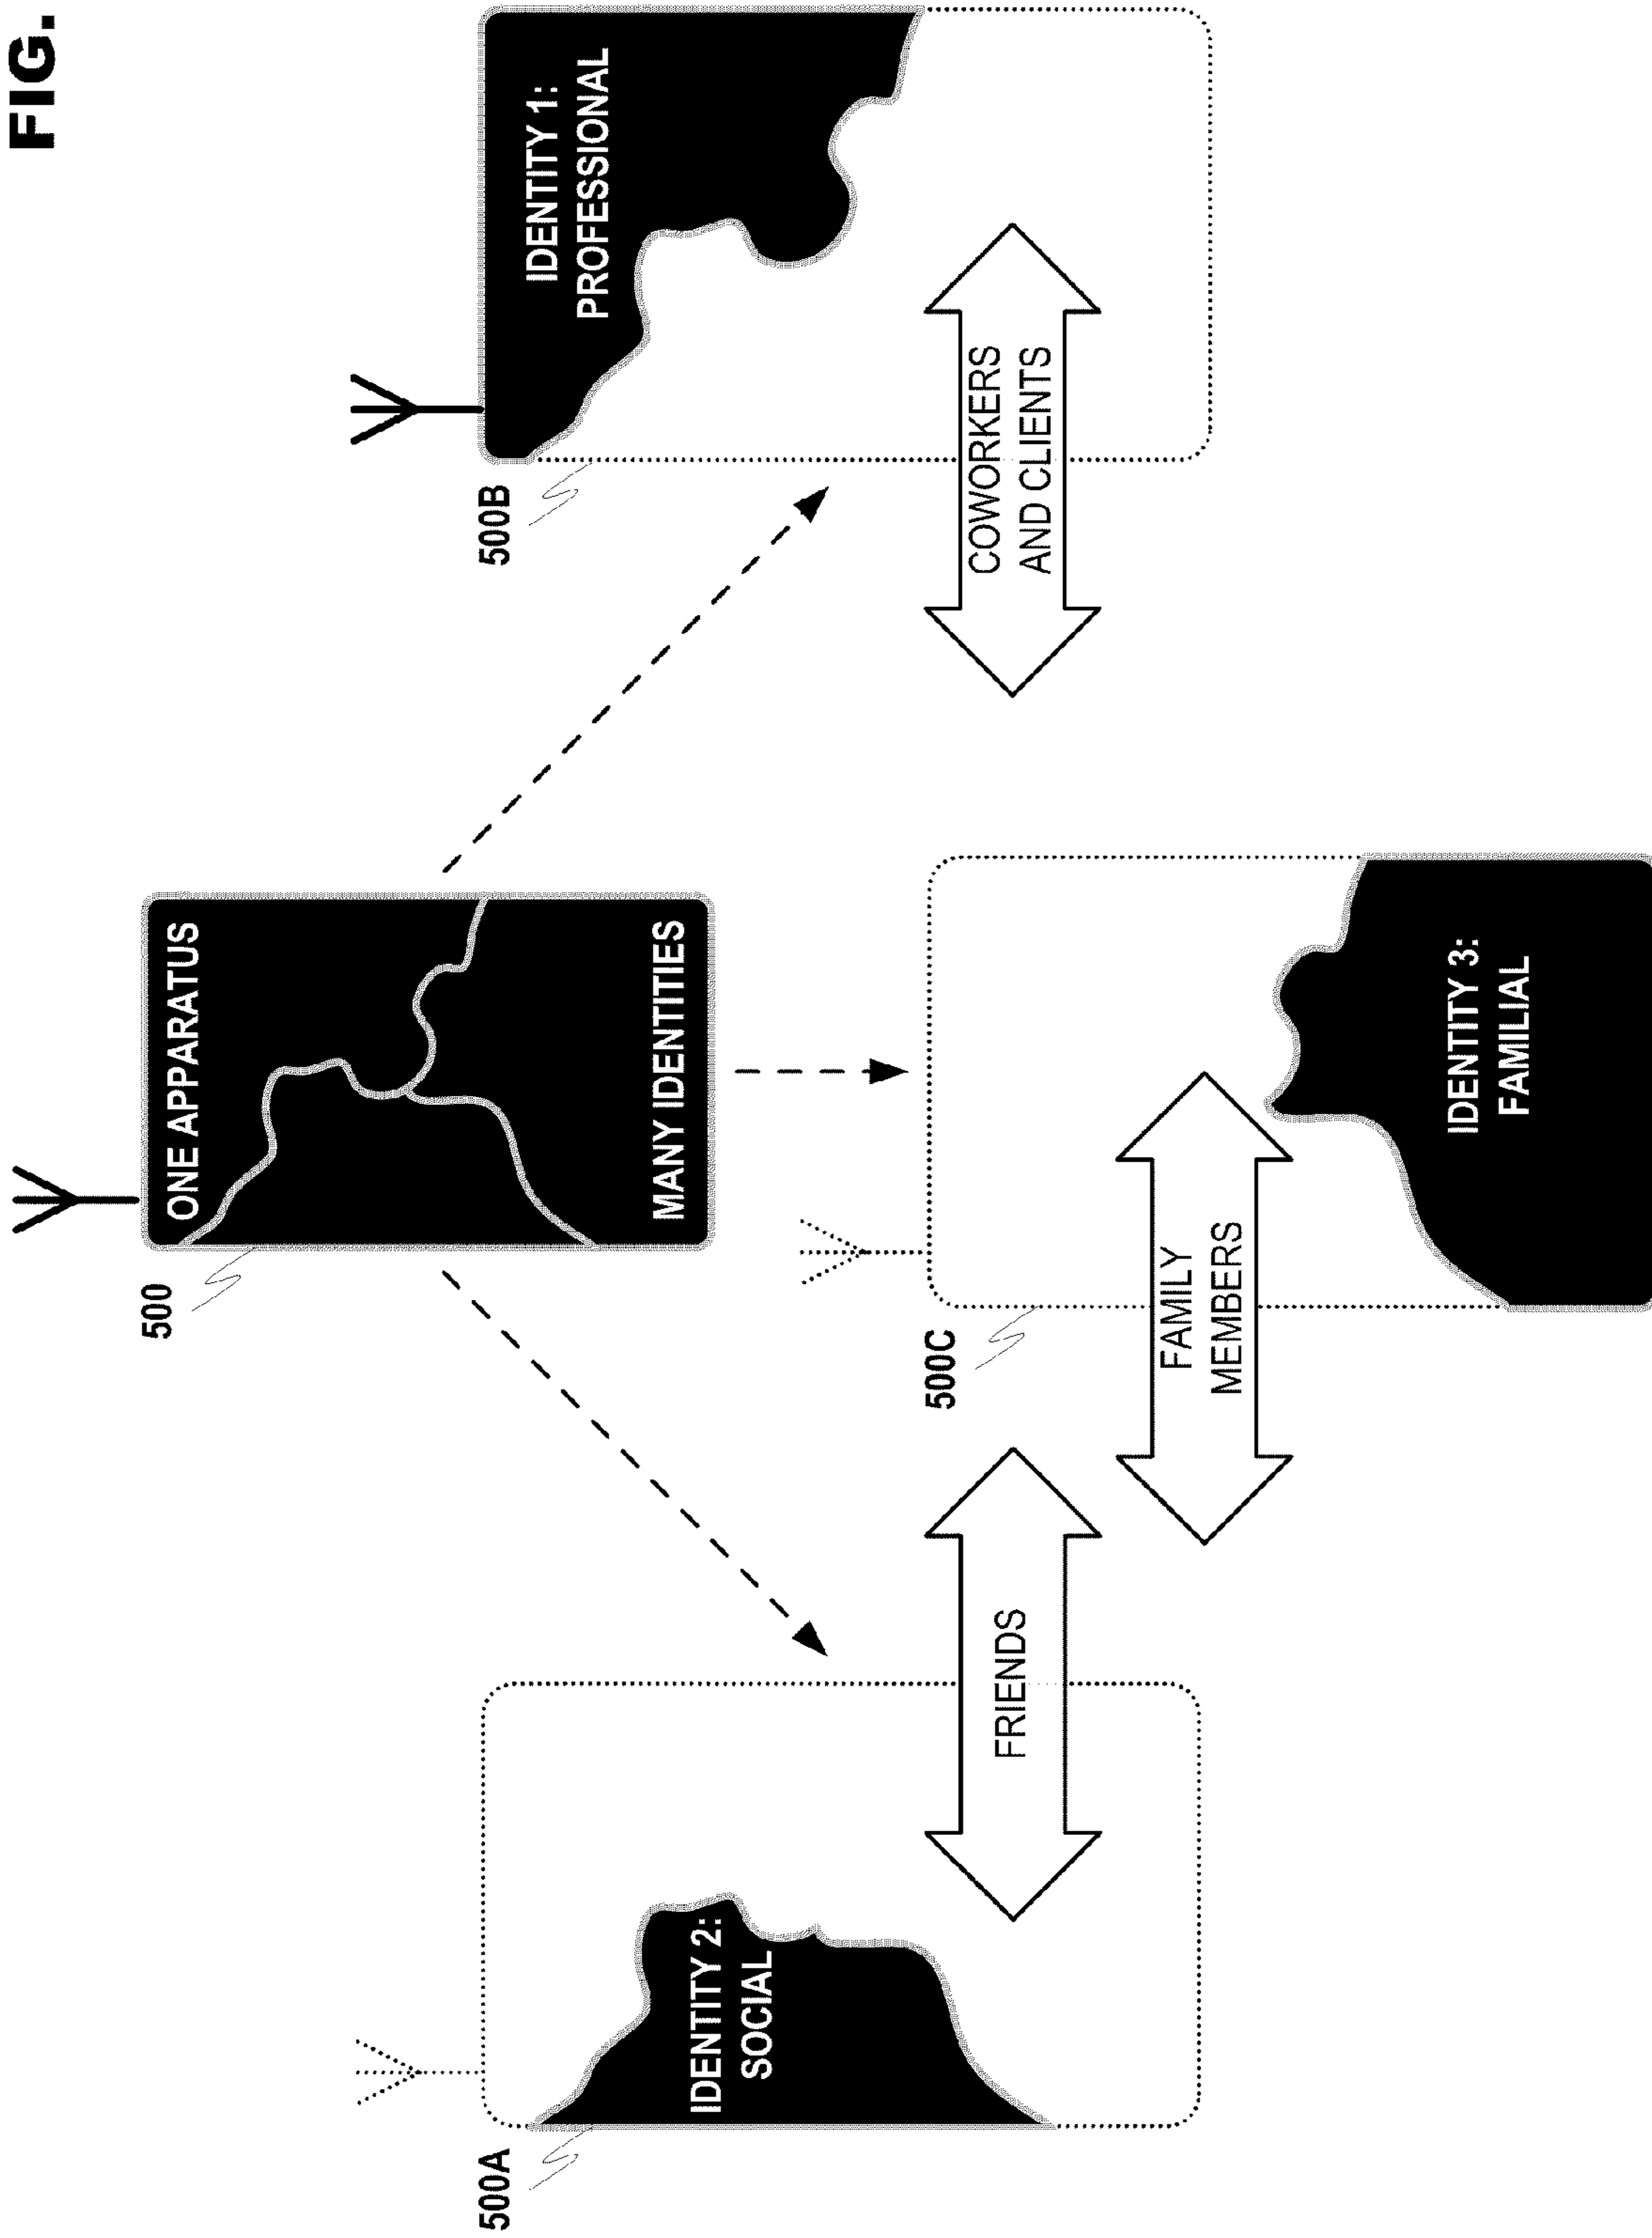 FIG.
500
ONE APPARATUS
MANY IDENTITIES
500A
IDENTITY 2:
SOCIAL
FRIENDS
500C
FAMILY
MEMBERS
IDENTITY 3:
FAMILIAL
500B
IDENTITY 1:
PROFESSIONAL
COWORKERS
AND CLIENTS